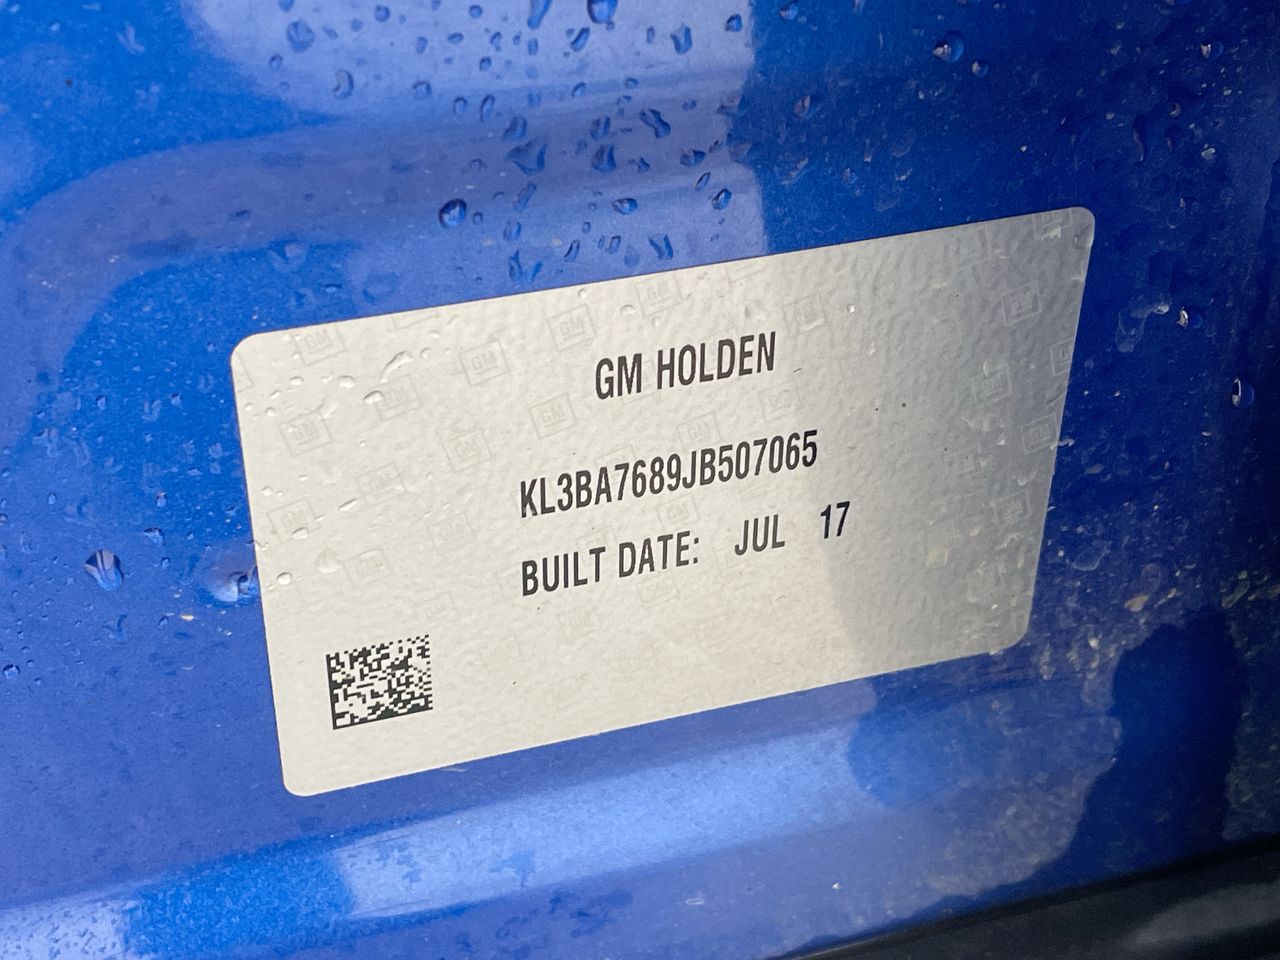 GM HOLDEN
KL3BA7689JB507065
BUILT DATE: JUL 17